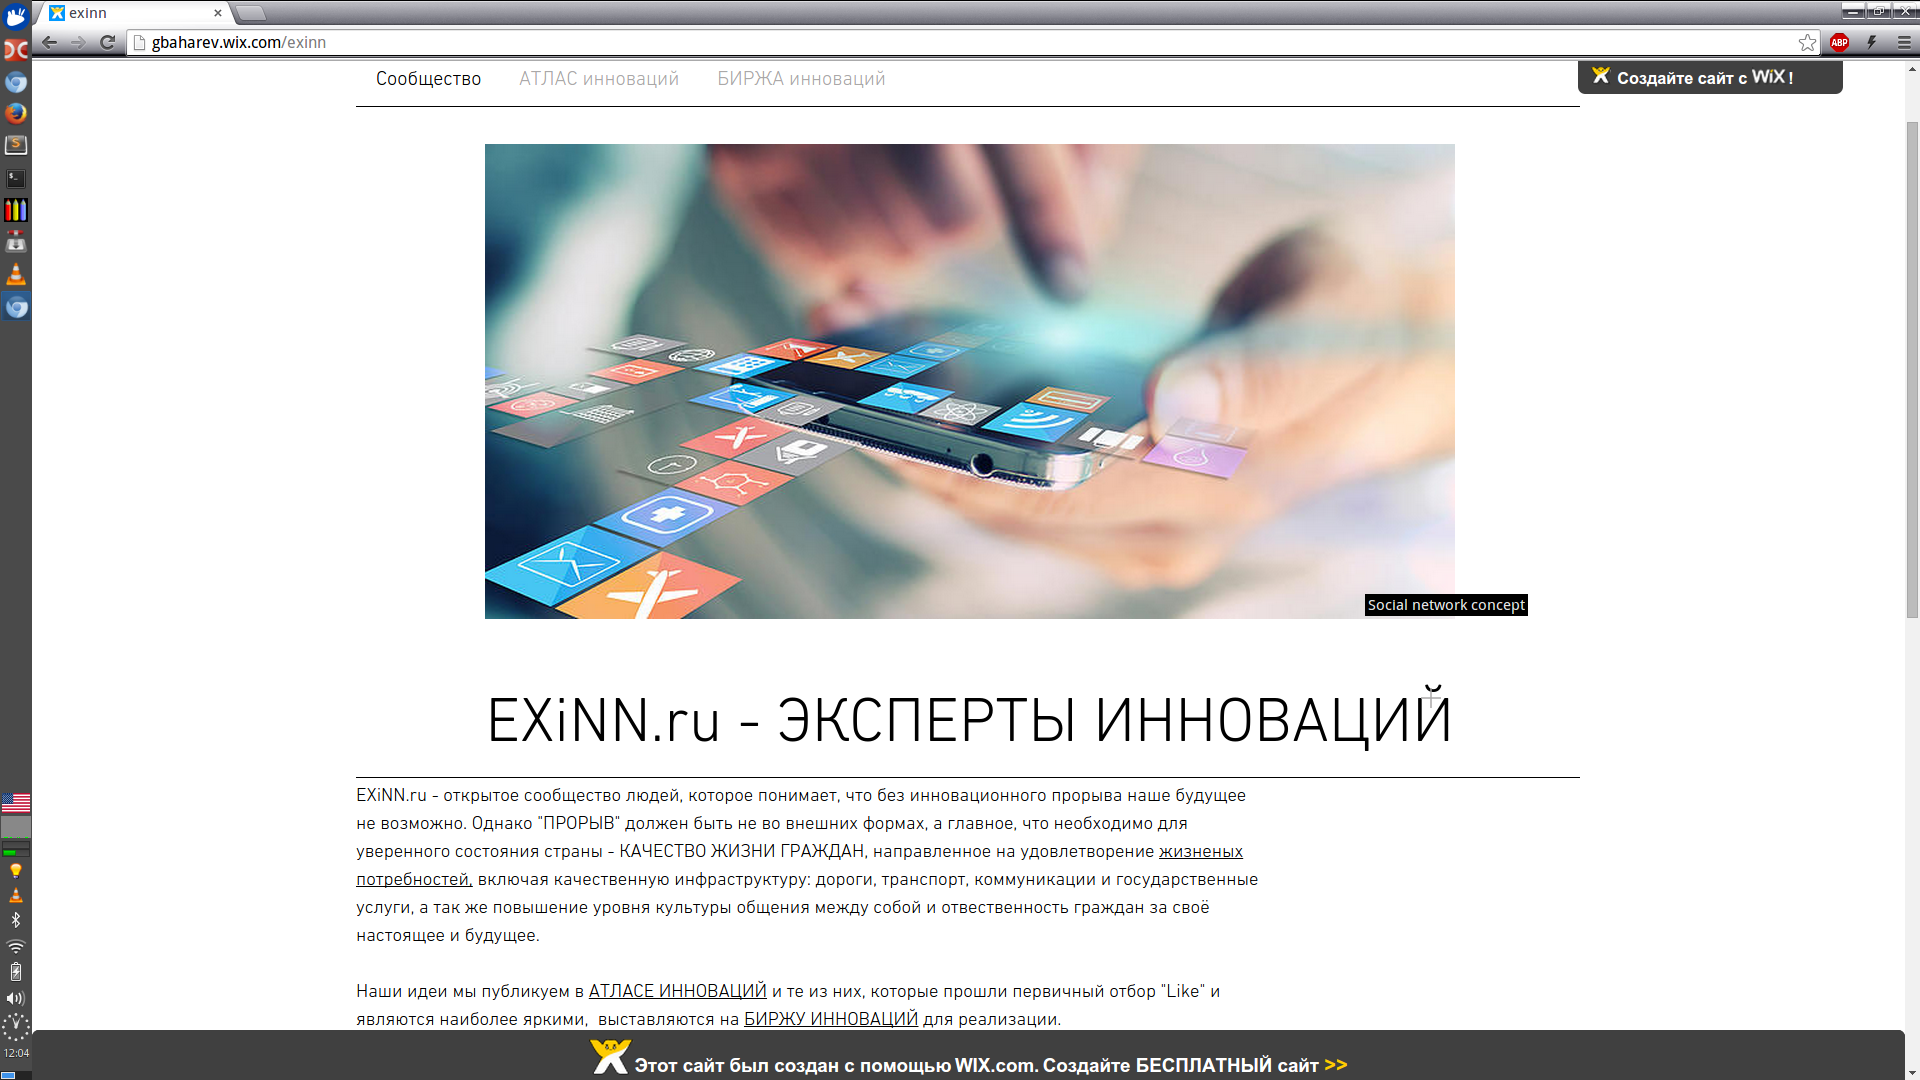 exinn
gbaharev.wix.com/exinn
Сообщество АТЛАС инноваций БИРЖА инноваций
Создайте сайт с WiX !
Social network concept
EXiNN.ru - ЭКСПЕРТЫ ИННОВАЦИЙ
EXiNN.ru - открытое сообщество людей, которое понимает, что без инновационного прорыва наше будущее
не возможно. Однако "ПРОРЫВ" должен быть не во внешних формах, а главное, что необходимо для
уверенного состояния страны - КАЧЕСТВО ЖИЗНИ ГРАЖДАН, направленное на удовлетворение жизненых
потребностей, включая качественную инфраструктуру: дороги, транспорт, коммуникации и государственные
услуги, а так же повышение уровня культуры общения между собой и отвественность граждан за своё
настоящее и будущее.
Наши идеи мы публикуем в АТЛАСЕ ИННОВАЦИЙ и те из них, которые прошли первичный отбор "Like" и
являются наиболее яркими, выставляются на БИРЖУ ИННОВАЦИЙ для реализации.
Этот сайт был создан с помощью WIX.com. Создайте БЕСПЛАТНЫЙ сайт >>
ABP
12:04